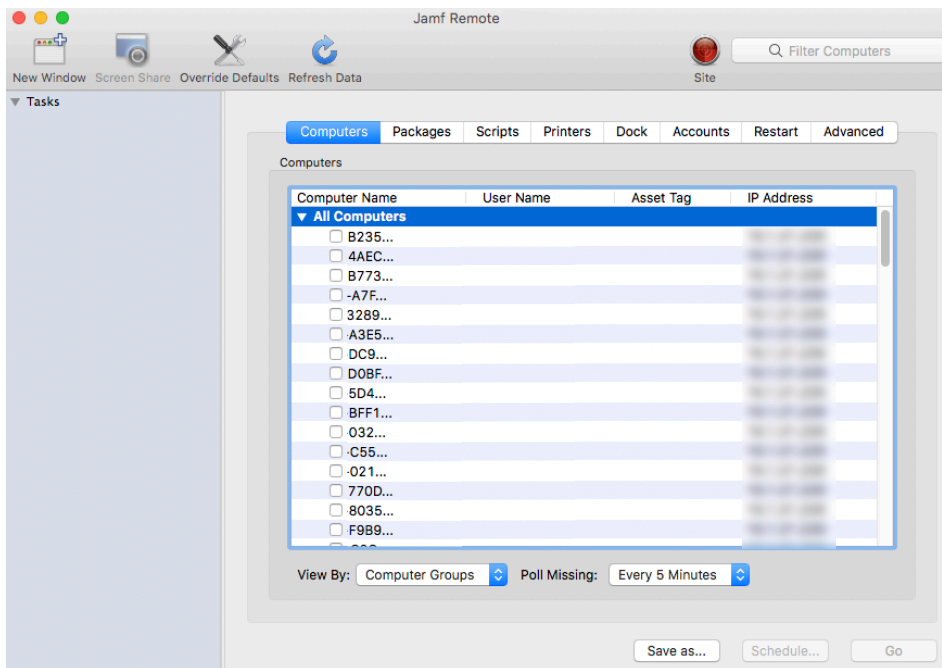 Jamf Remote
New Window Screen Share Override Defaults Refresh Data Site Filter Computers
Tasks
Computers Packages Scripts Printers Dock Accounts Restart Advanced
Computers
Computer Name User Name Asset Tag IP Address
All Computers
B235...
4AEC...
B773...
-A7F...
3289...
A3E5...
DC9...
D0BF...
5D4...
BFF1...
032...
C55...
021...
770D...
8035...
F9B9...
View By: Computer Groups Poll Missing: Every 5 Minutes
Save as... Schedule... Go